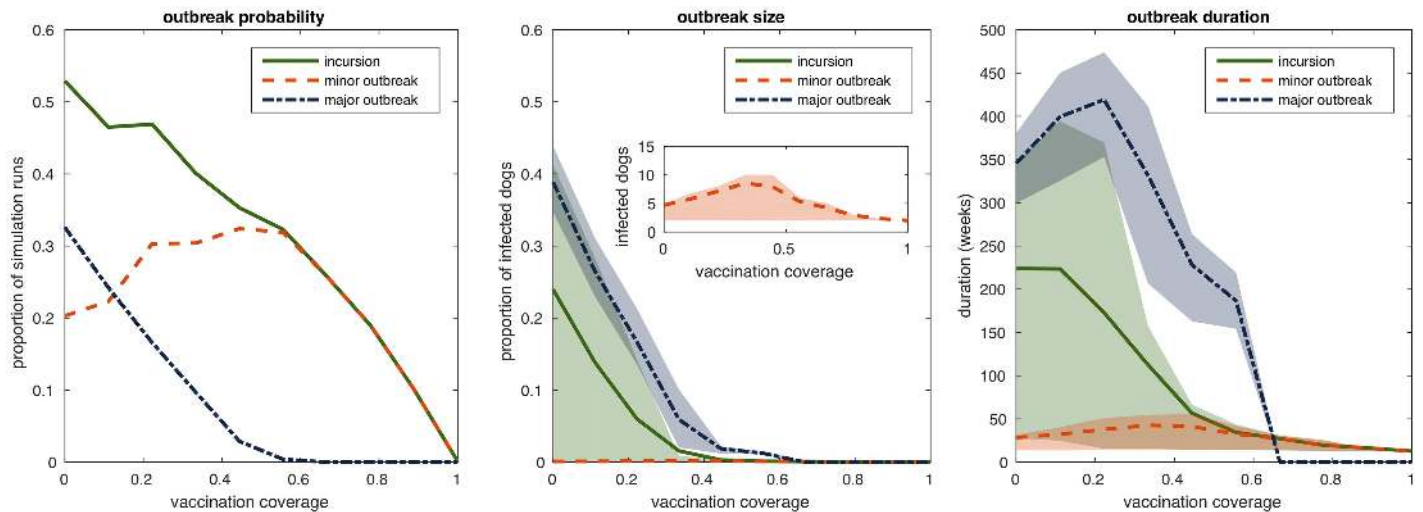 outbreak probability
0.6
0.5
0.4
0.3
0.2
0.1
0
proportion of simulation runs
incursion
minor outbreak
major outbreak
0 0.2 0.4 0.6 0.8 1
vaccination coverage
outbreak size
0.6
0.5
0.4
0.3
0.2
0.1
0
proportion of infected dogs
incursion
minor outbreak
major outbreak
15
10
5
0
infected dogs
0 0.5 1
vaccination coverage
0 0.2 0.4 0.6 0.8 1
vaccination coverage
outbreak duration
500
450
400
350
300
250
200
150
100
50
0
duration (weeks)
incursion
minor outbreak
major outbreak
0 0.2 0.4 0.6 0.8 1
vaccination coverage